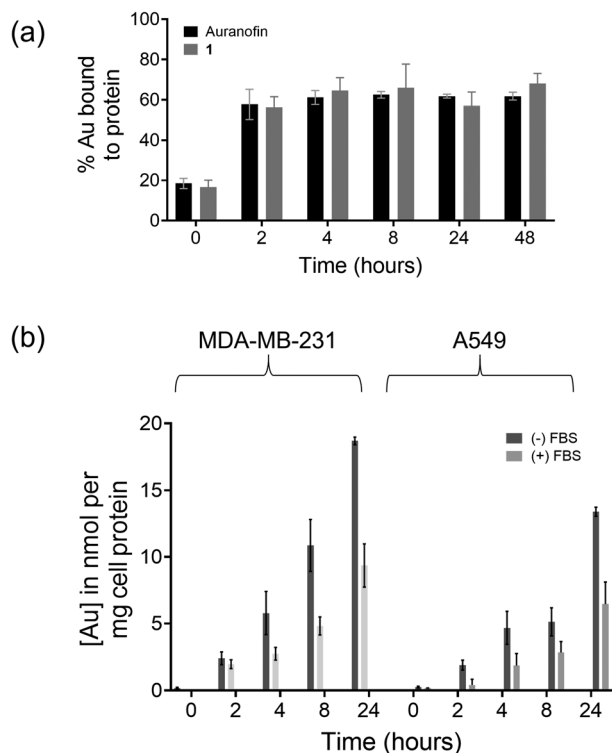 (a)
Auranofin
1
% Au bound
to protein
100
80
60
40
20
0
0 2 4 8 24 48
Time (hours)
(b)
MDA-MB-231 A549
(-) FBS
(+) FBS
[Au] in nmol per
mg cell protein
20
15
10
5
0
0 2 4 8 24 0 2 4 8 24
Time (hours)